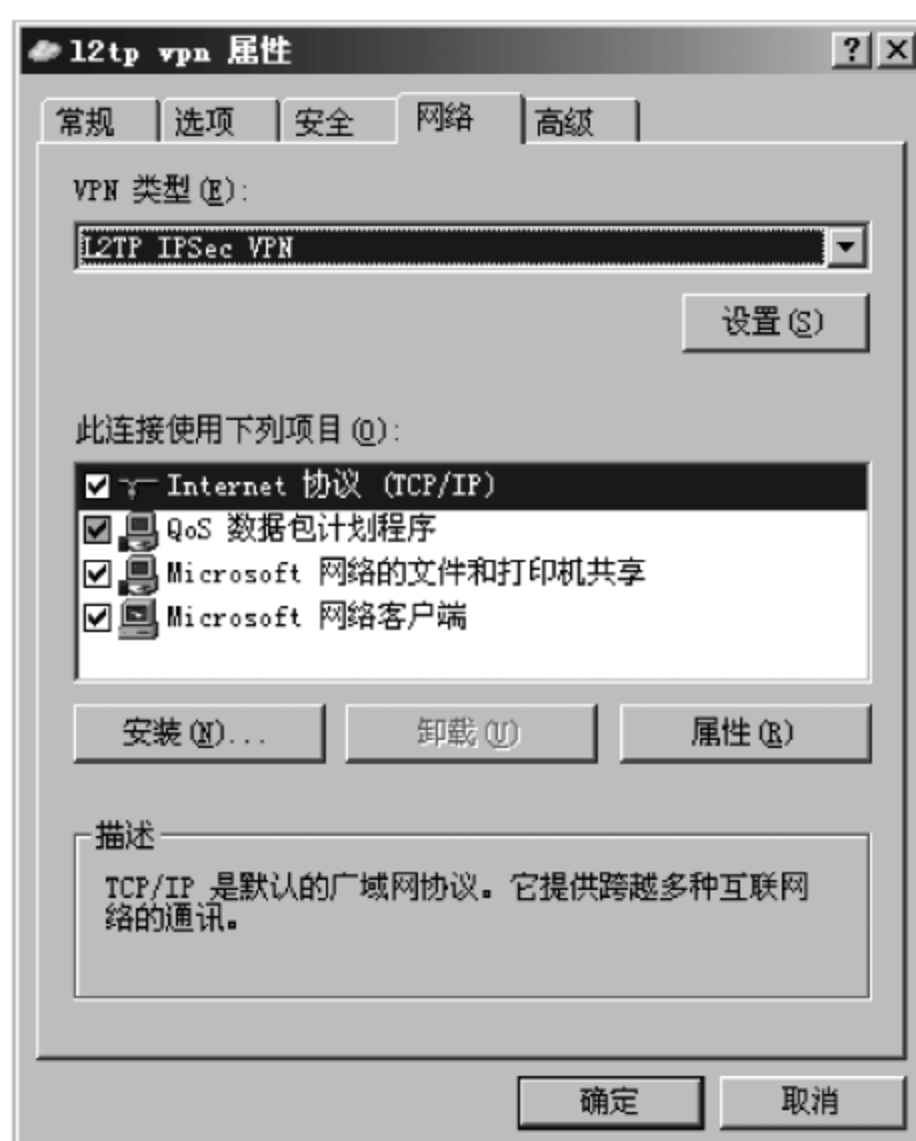 l2tp vpn 属性
常规 选项 安全 网络 高级
VPN 类型(E):
L2TP IPSec VPN
设置(S)
此连接使用下列项目(O):
Internet 协议 (TCP/IP)
QoS 数据包计划程序
Microsoft 网络的文件和打印机共享
Microsoft 网络客户端
安装(N)... 卸载(U) 属性(R)
描述
TCP/IP 是默认的广域网协议。它提供跨越多种互联网
络的通讯。
确定 取消